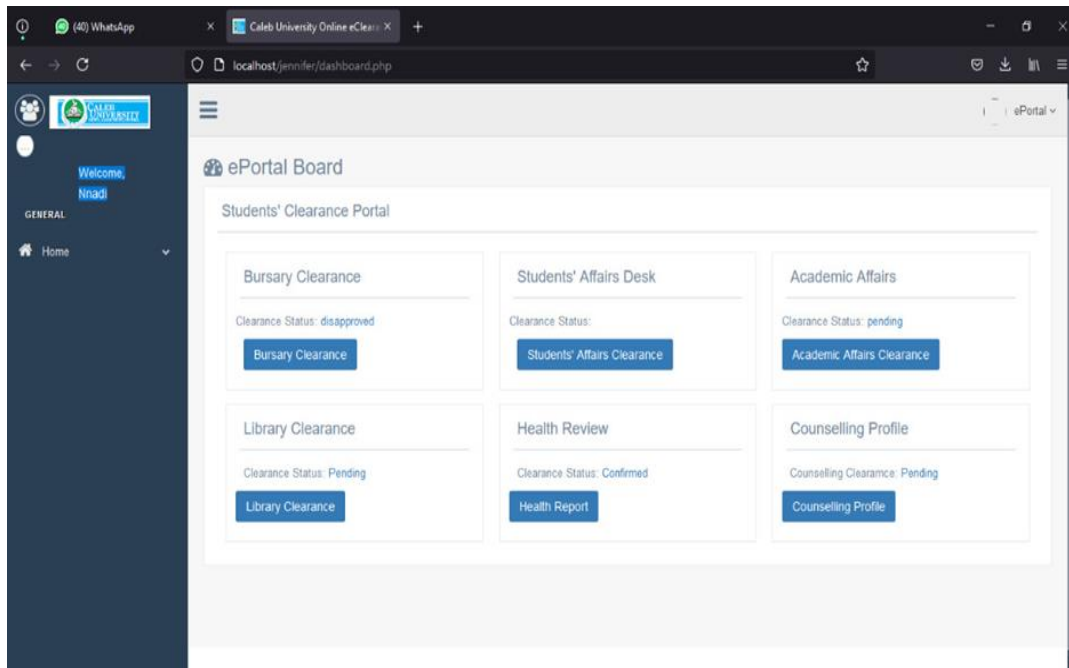 (40) WhatsApp
Caleb University Online eClear
localhost/jennifer/dashboard.php
CALEB
UNIVERSITY
ePortal
Welcome,
Nnadi
GENERAL
Home
ePortal Board
Students' Clearance Portal
Bursary Clearance
Clearance Status: disapproved
Bursary Clearance
Students' Affairs Desk
Clearance Status:
Students' Affairs Clearance
Academic Affairs
Clearance Status: pending
Academic Affairs Clearance
Library Clearance
Clearance Status: Pending
Library Clearance
Health Review
Clearance Status: Confirmed
Health Report
Counselling Profile
Counselling Clearamce: Pending
Counselling Profile